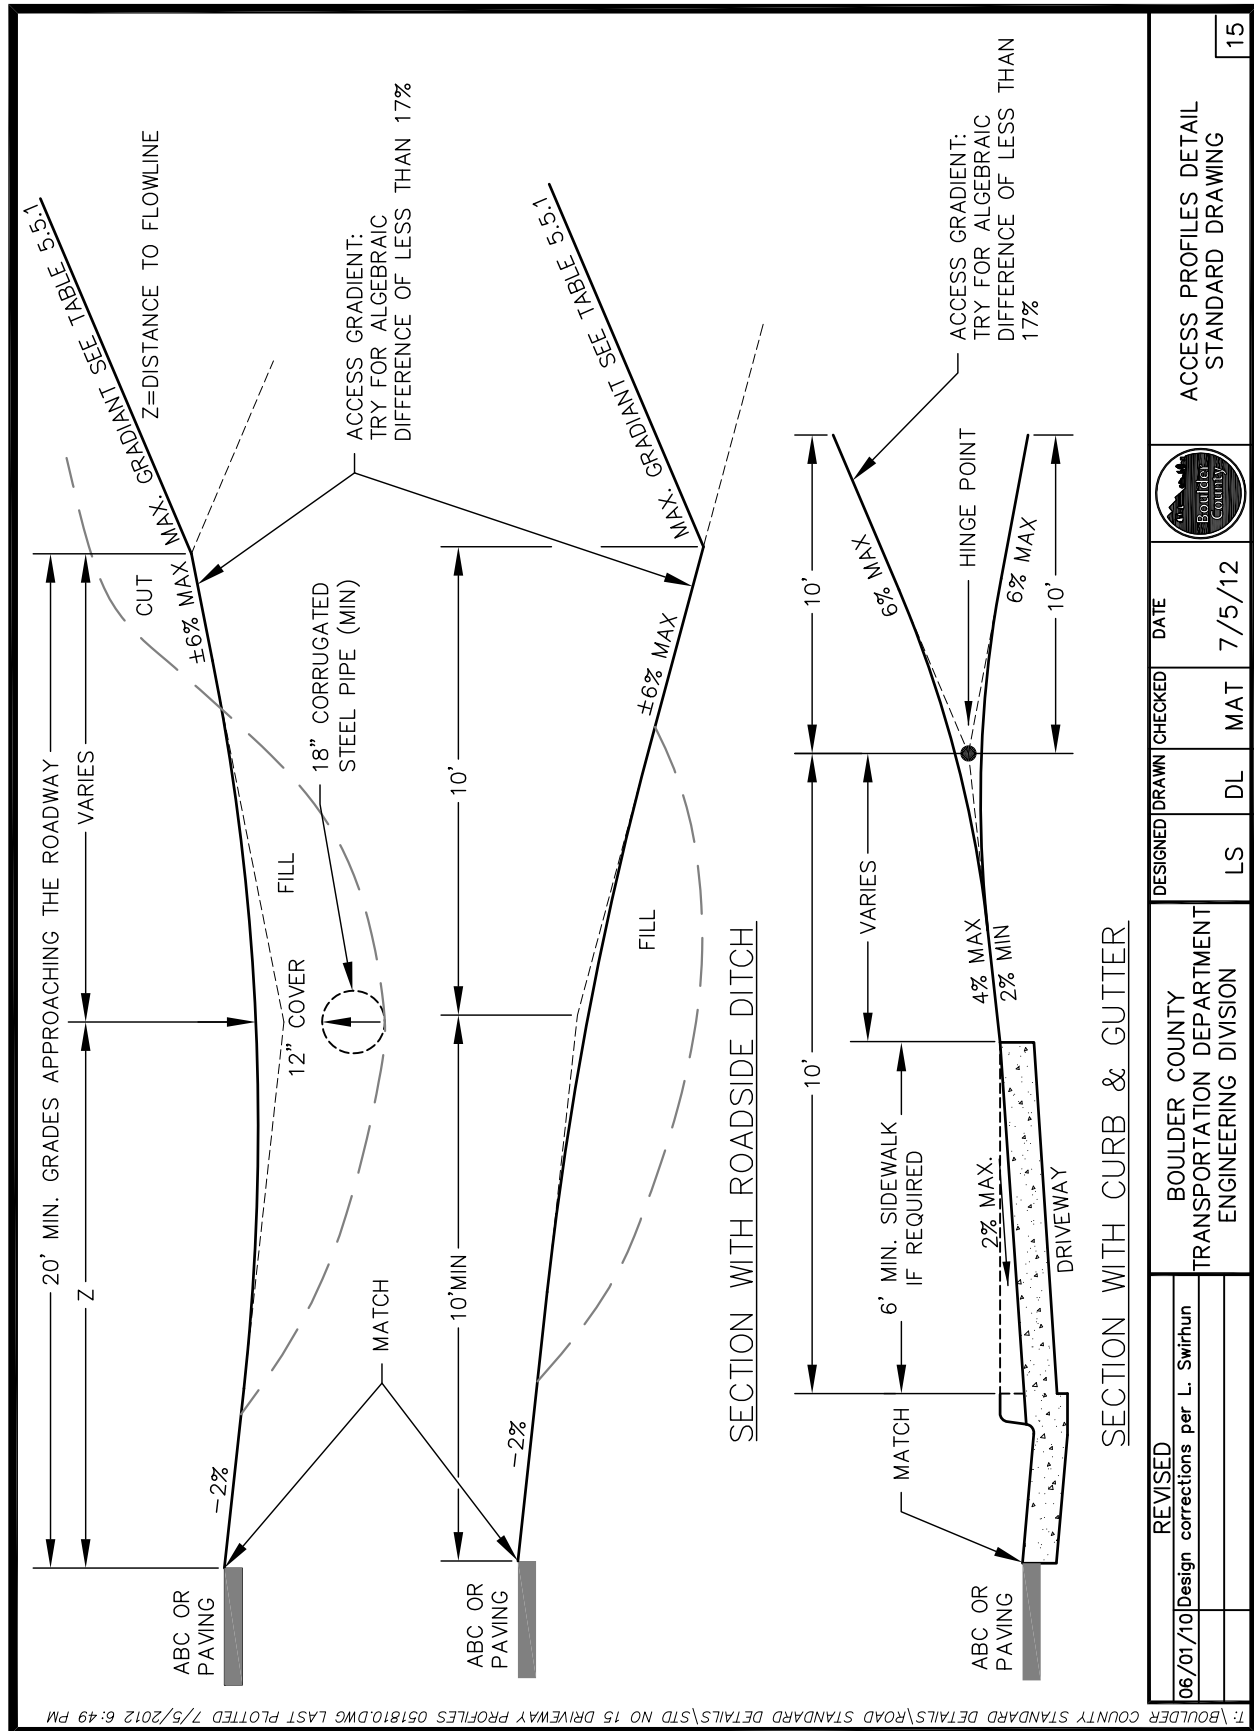 20' MIN. GRADES APPROACHING THE ROADWAY
Z
VARIES
-2%
±6% MAX
MAX. GRADIANT SEE TABLE 5.5.1
Z=DISTANCE TO FLOWLINE
CUT
FILL
12" COVER
18" CORRUGATED
STEEL PIPE (MIN)
ABC OR
PAVING
MATCH
ACCESS GRADIENT:
TRY FOR ALGEBRAIC
DIFFERENCE OF LESS THAN 17%
10'MIN
10'
-2%
±6% MAX
MAX. GRADIANT SEE TABLE 5.5.1
FILL
ABC OR
PAVING
SECTION WITH ROADSIDE DITCH
10'
10'
VARIES
6' MIN. SIDEWALK
IF REQUIRED
MATCH
2% MAX.
4% MAX
2% MIN
6% MAX
6% MAX
10'
HINGE POINT
ACCESS GRADIENT:
TRY FOR ALGEBRAIC
DIFFERENCE OF LESS THAN
17%
DRIVEWAY
ABC OR
PAVING
SECTION WITH CURB & GUTTER
REVISED
06/01/10 Design corrections per L. Swirhun
BOULDER COUNTY
TRANSPORTATION DEPARTMENT
ENGINEERING DIVISION
DESIGNED DRAWN CHECKED DATE
LS DL MAT 7/5/12
Boulder
County
ACCESS PROFILES DETAIL
STANDARD DRAWING
15
T:\BOULDER COUNTY STANDARD DETAILS\ROAD STANDARD DETAILS\STD NO 15 DRIVEWAY PROFILES 051810.DWG LAST PLOTTED 7/5/2012 6:49 PM